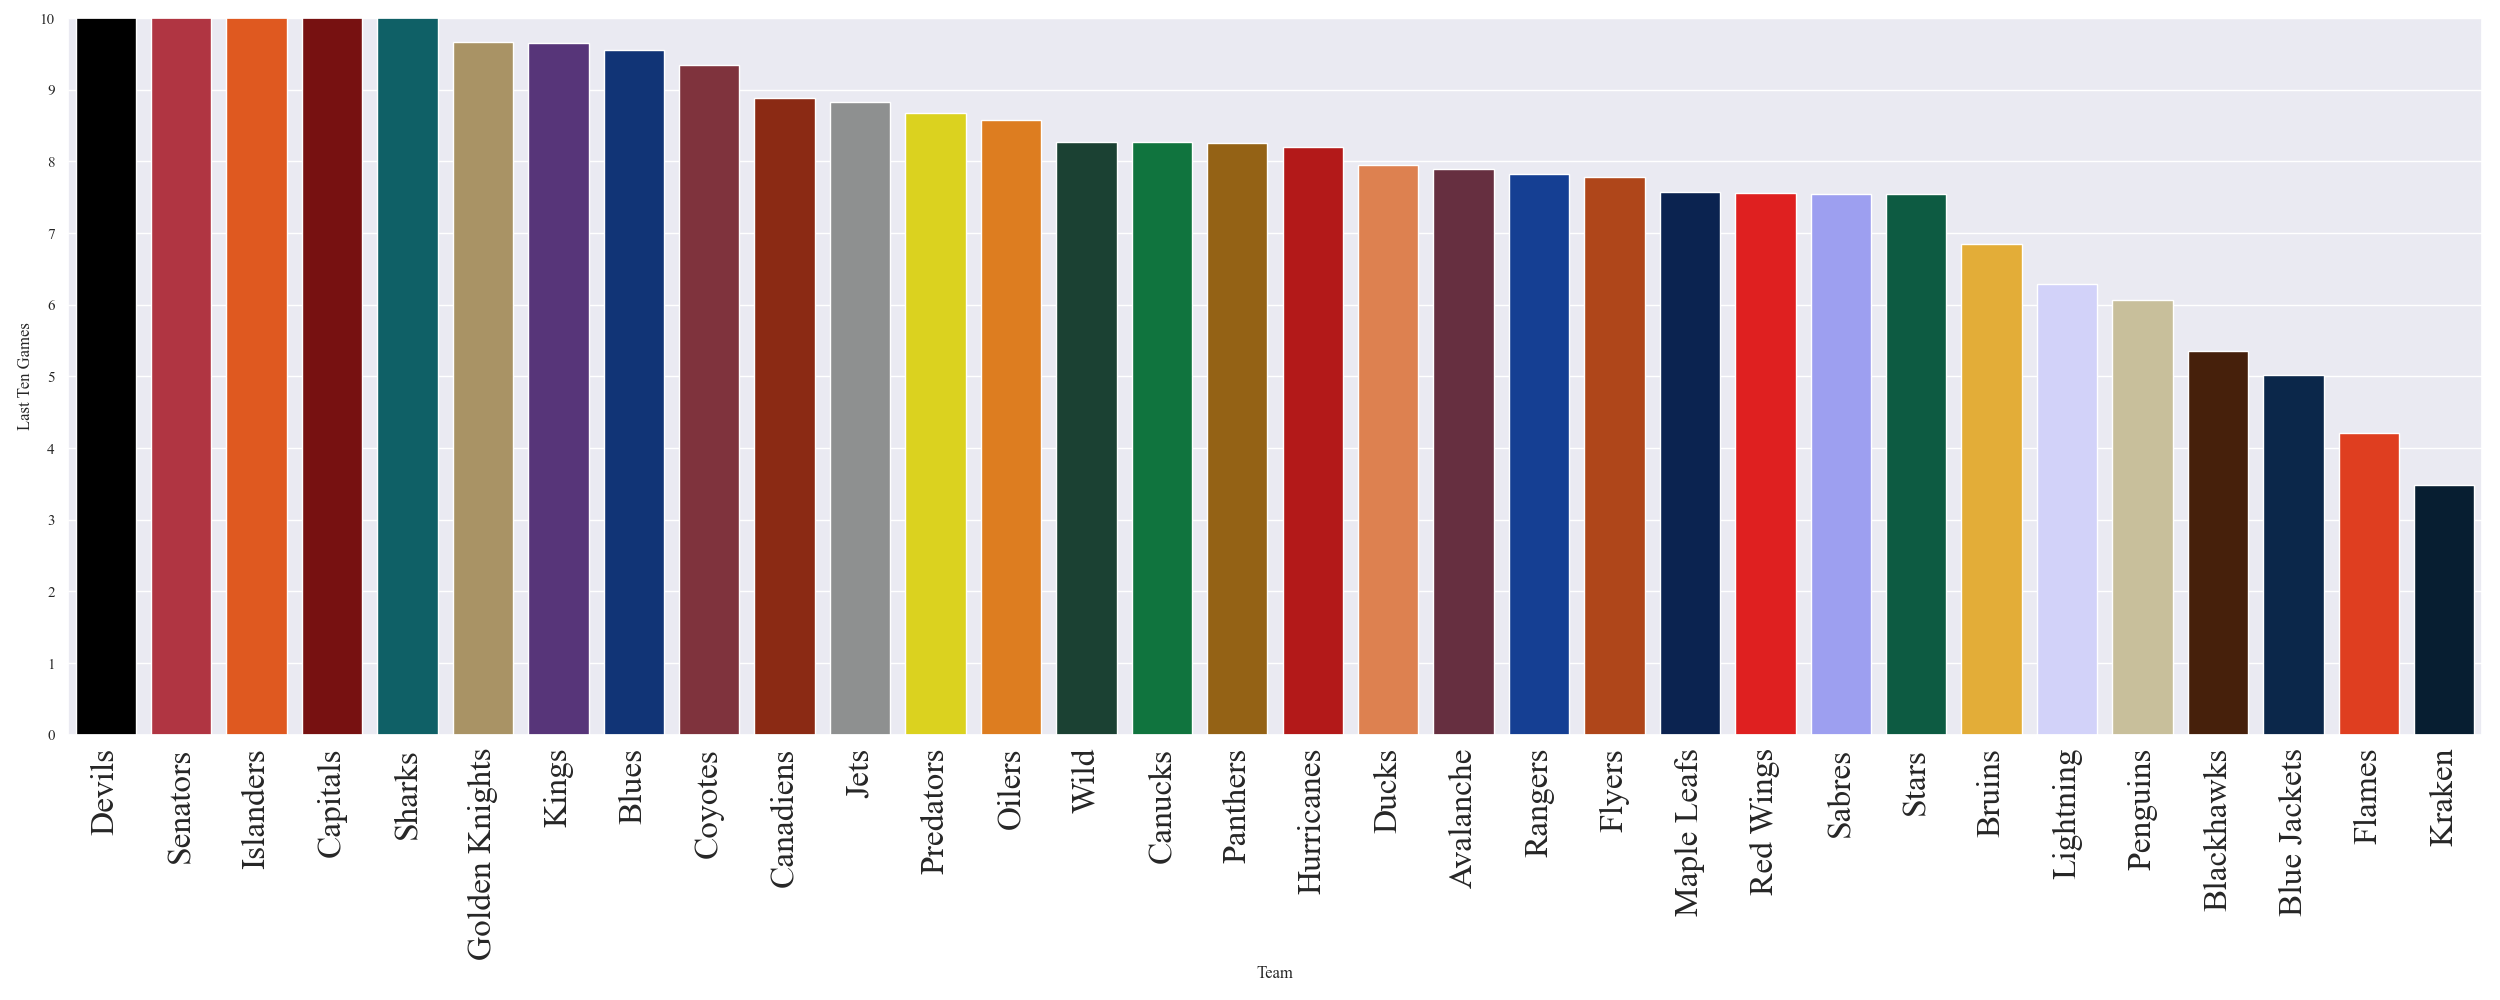 10
9
8
7
6
5
4
3
2
1
0
Last Ten Games
Devils
Senators
Islanders
Capitals
Sharks
Golden Knights
Kings
Blues
Coyotes
Canadiens
Jets
Predators
Oilers
Wild
Canucks
Panthers
Hurricanes
Ducks
Avalanche
Rangers
Flyers
Maple Leafs
Red Wings
Sabres
Stars
Bruins
Lightning
Penguins
Blackhawks
Blue Jackets
Flames
Kraken
Team